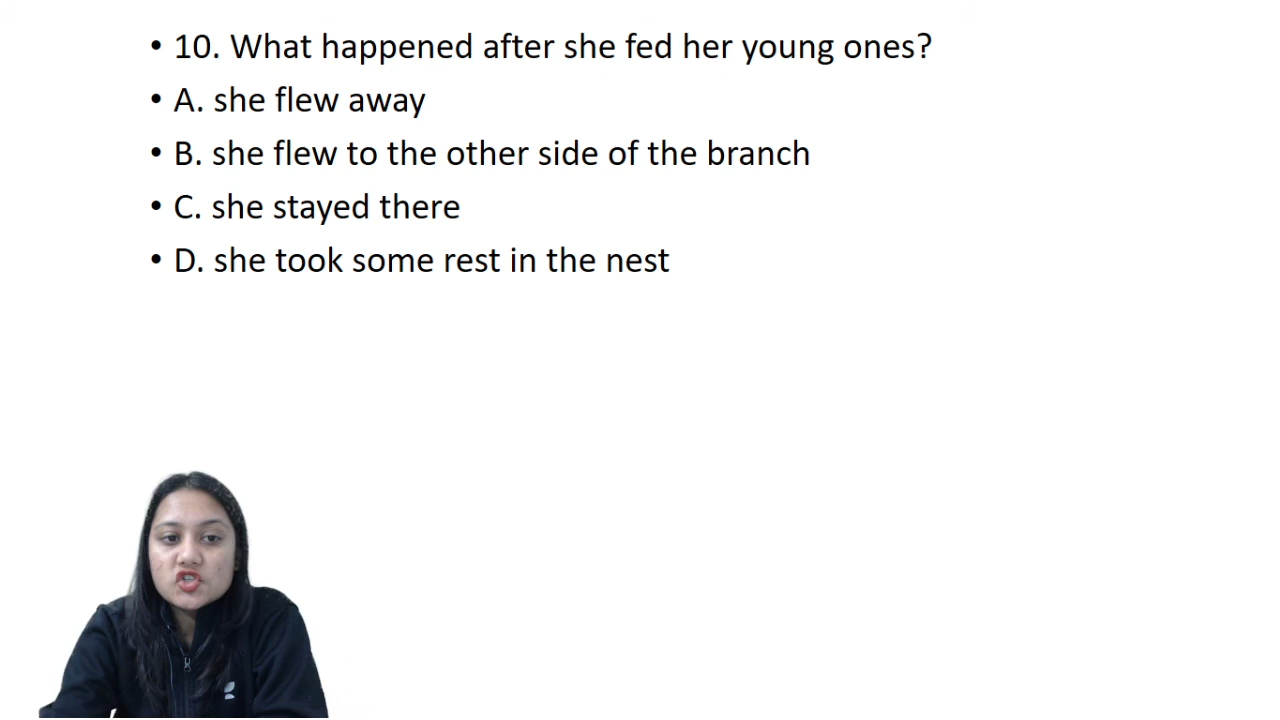 • 10. What happened after she fed her young ones?
• A. she flew away
• B. she flew to the other side of the branch
• C. she stayed there
• D. she took some rest in the nest